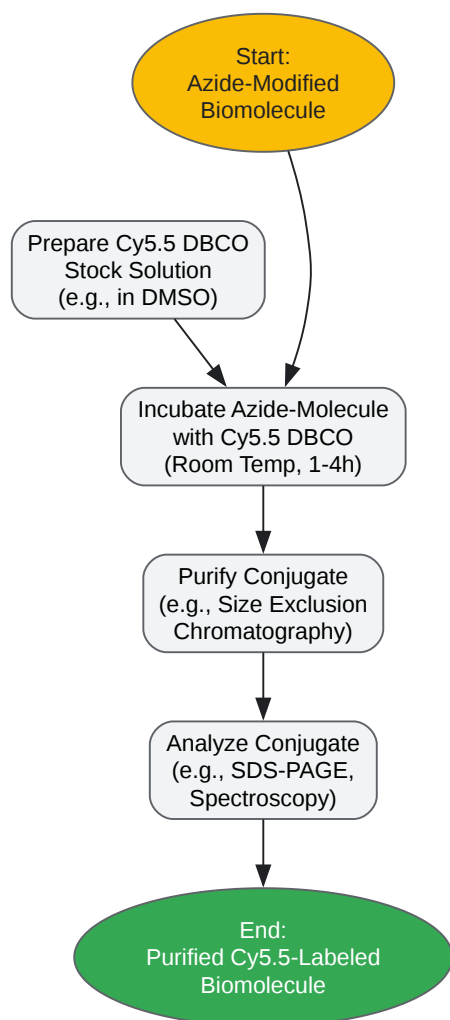 Start:
Azide-Modified
Biomolecule
Prepare Cy5.5 DBCO
Stock Solution
(e.g., in DMSO)
Incubate Azide-Molecule
with Cy5.5 DBCO
(Room Temp, 1-4h)
Purify Conjugate
(e.g., Size Exclusion
Chromatography)
Analyze Conjugate
(e.g., SDS-PAGE,
Spectroscopy)
End:
Purified Cy5.5-Labeled
Biomolecule